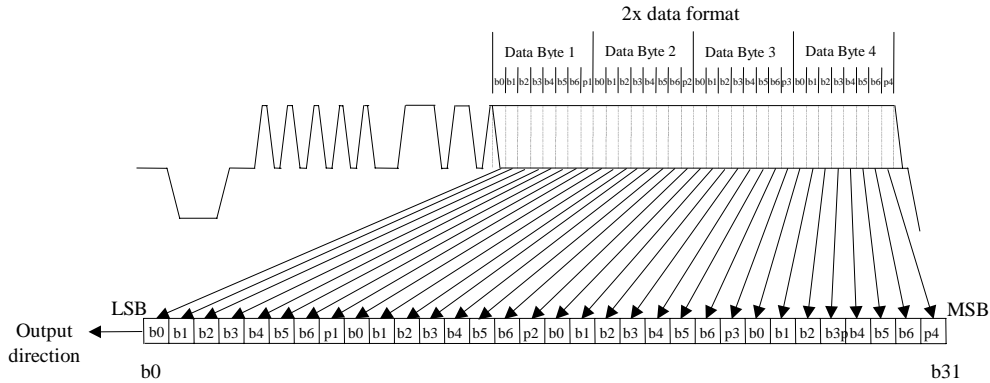 2x data format
Data Byte 1 Data Byte 2 Data Byte 3 Data Byte 4
b0 b1 b2 b3 b4 b5 b6 p1 b0 b1 b2 b3 b4 b5 b6 p2 b0 b1 b2 b3 b4 b5 b6 p3 b0 b1 b2 b3 b4 b5 b6 p4
LSB MSB
Output direction
b0 b1 b2 b3 b4 b5 b6 p1 b0 b1 b2 b3 b4 b5 b6 p2 b0 b1 b2 b3 b4 b5 b6 p3 b0 b1 b2 b3p b4 b5 b6 p4
b0 b31